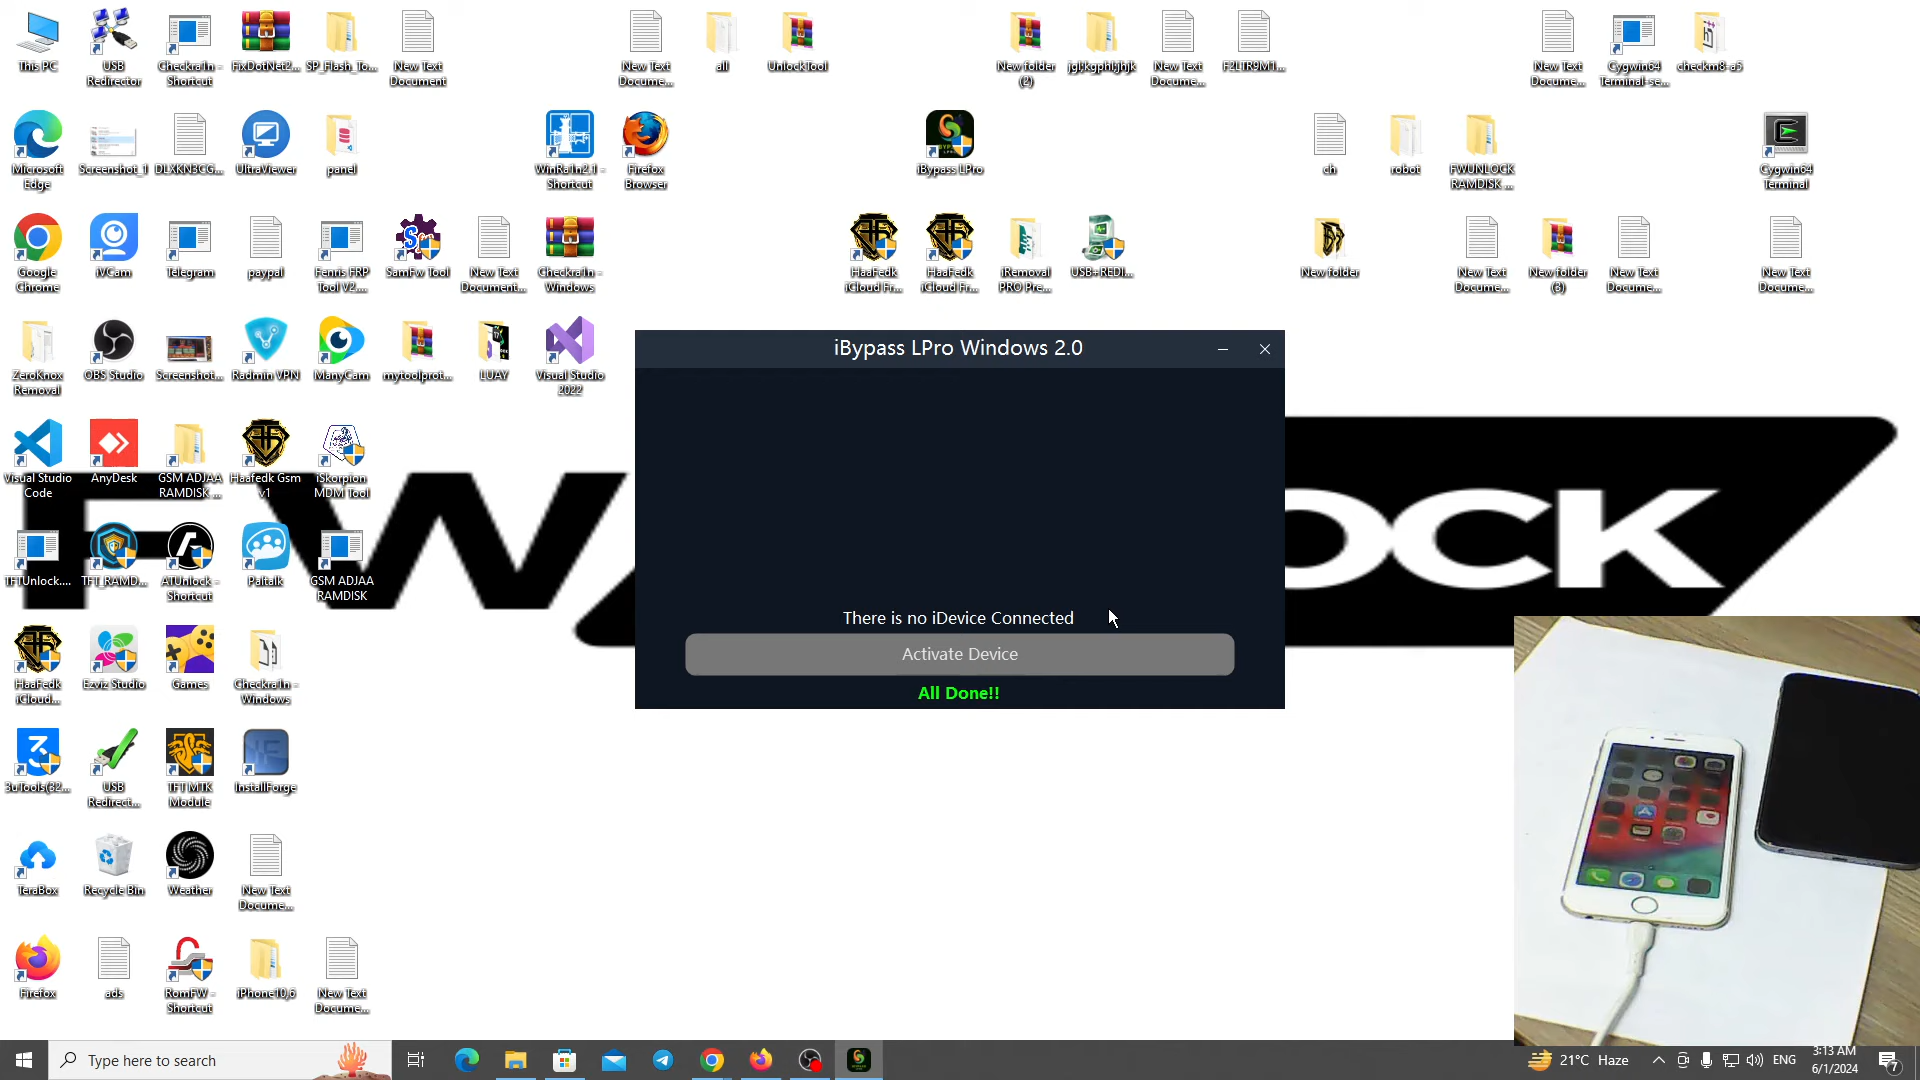 This PC
USB
Redirector
Checkra1n -
Shortcut
FixDotNet2...
SP_Flash_To...
New Text
Document
New Text
Docume...
all
UnlockTool
New folder
(2)
jgl;kgphl;jhjk
New Text
Docume...
F2LTR9M1...
New Text
Docume...
Cygwin64
Terminal-se...
checkm8-a5
Microsoft
Edge
Screenshot_1
DLXKN3CG...
UltraViewer
panel
WinRa1n2.1 -
Shortcut
Firefox
Browser
iBypass LPro
ch
robot
FWUNLOCK
RAMDISK ...
Cygwin64
Terminal
Google
Chrome
iVCam
Telegram
paypal
Fenris FRP
Tool V2....
SamFw Tool
New Text
Document...
Checkra1n -
Windows
HaaFedk
iCloud Fr...
HaaFedk
iCloud Fr...
iRemoval
PRO Pre...
USB+REDI...
New folder
New Text
Docume...
New folder
(3)
New Text
Docume...
New Text
Docume...
ZeroKnox
Removal
OBS Studio
Screenshot...
Radmin VPN
ManyCam
mytoolprot...
LUAY
Visual Studio
2022
iBypass LPro Windows 2.0
Visual Studio
Code
AnyDesk
GSM ADJAA
RAMDISK ...
Haafedk Gsm
v1
iSkorpion
MDM Tool
FW
OCK
TFTUnlock....
TFT_RAMD...
ATUnlock -
Shortcut
Paltalk
GSM ADJAA
RAMDISK
There is no iDevice Connected
Activate Device
All Done!!
HaaFedk
iCloud...
Ezviz Studio
Games
Checkra1n -
Windows
3uTools(32...
USB
Redirect...
TFT MTK
Module
InstallForge
TeraBox
Recycle Bin
Weather
New Text
Docume...
Firefox
ads
RomFW -
Shortcut
iPhone10,6
New Text
Docume...
Type here to search
21°C Haze
ENG
3:13 AM
6/1/2024
7